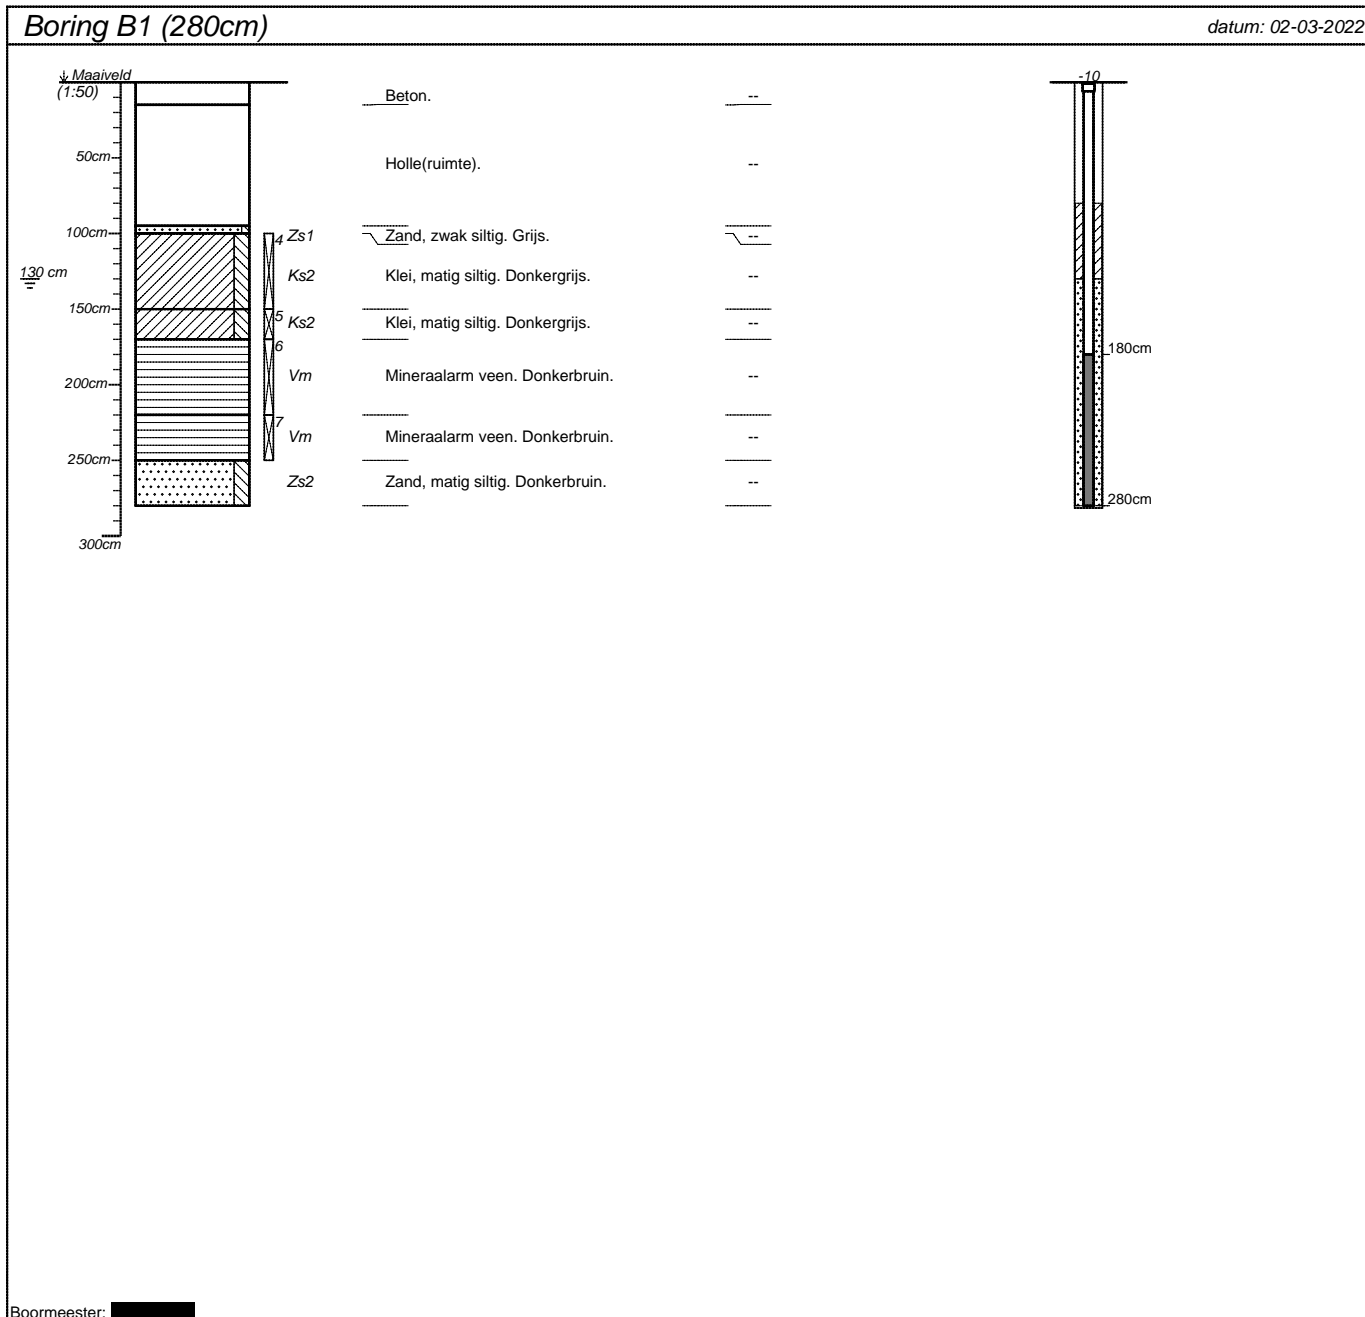 Boring B1 (280cm)
datum: 02-03-2022
Maaiveld
(1:50)
-10
Beton. --
50cm
Holle(ruimte). --
100cm
4 Zs1 Zand, zwak siltig. Grijs. --
130 cm
Ks2 Klei, matig siltig. Donkergrijs. --
150cm
5 Ks2 Klei, matig siltig. Donkergrijs. --
6
180cm
200cm
Vm Mineraalarm veen. Donkerbruin. --
7
Vm Mineraalarm veen. Donkerbruin. --
250cm
Zs2 Zand, matig siltig. Donkerbruin. --
280cm
300cm
Boormeester: